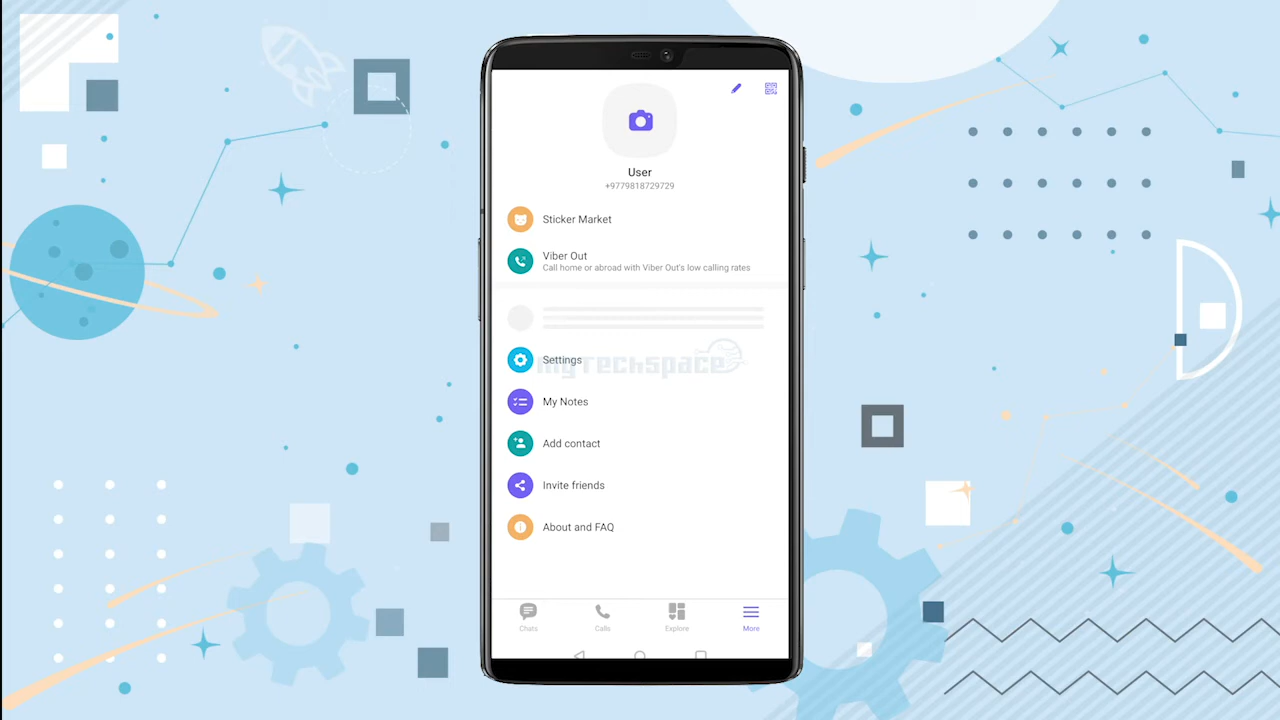 User
+9779818729729
Sticker Market
Viber Out
Call home or abroad with Viber Out's low calling rates
Settings
myTechspace
My Notes
Add contact
Invite friends
About and FAQ
Chats
Calls
Explore
More